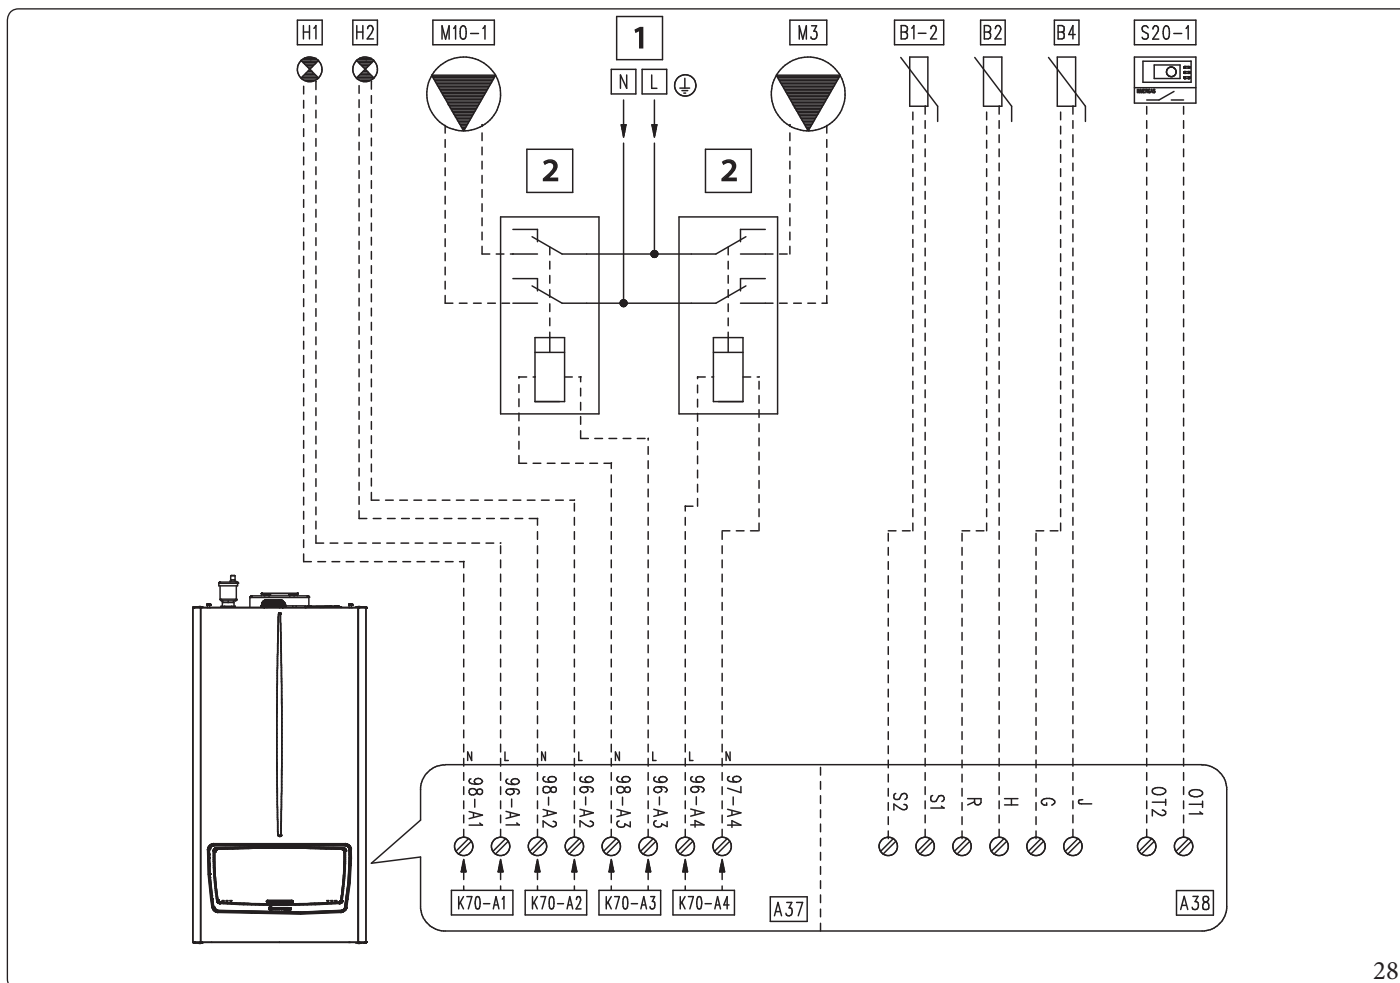 H1 H2 M10-1 1 M3 B1-2 B2 B4 S20-1
N L
2 2
N L N L N L L N
98-A1 96-A1 98-A2 96-A2 98-A3 96-A3 96-A4 97-A4 S2 S1 R H G J OT2 OT1
K70-A1 K70-A2 K70-A3 K70-A4 A37 A38
28